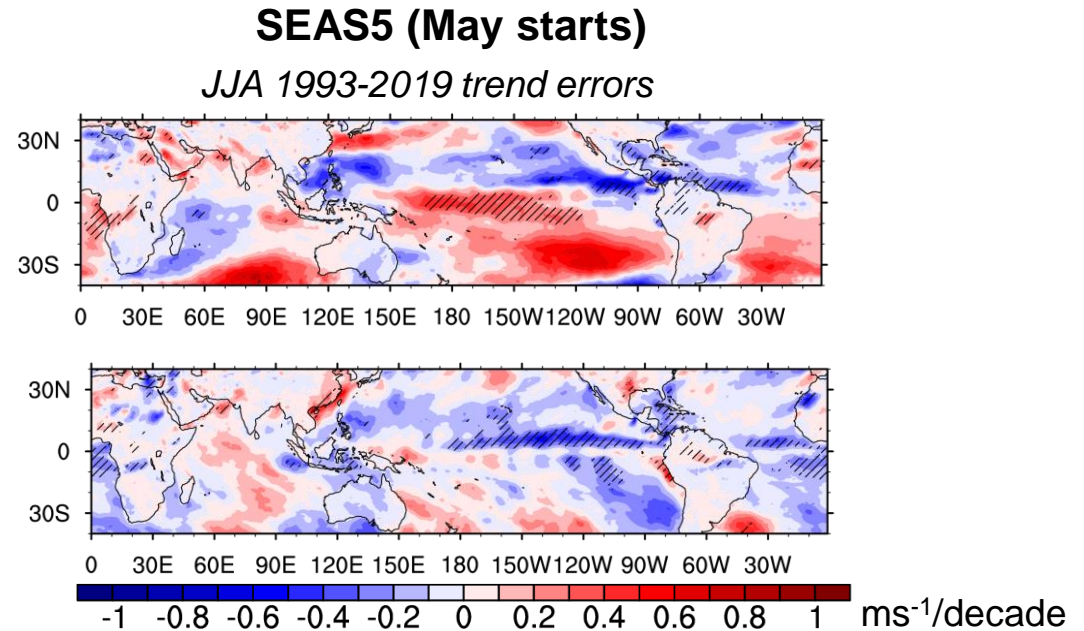 SEAS5 (May starts)
JJA 1993-2019 trend errors
30N
0
30S
0 30E 60E 90E 120E 150E 180 150W 120W 90W 60W 30W
30N
0
30S
0 30E 60E 90E 120E 150E 180 150W 120W 90W 60W 30W
-1 -0.8 -0.6 -0.4 -0.2 0 0.2 0.4 0.6 0.8 1 ms⁻¹/decade